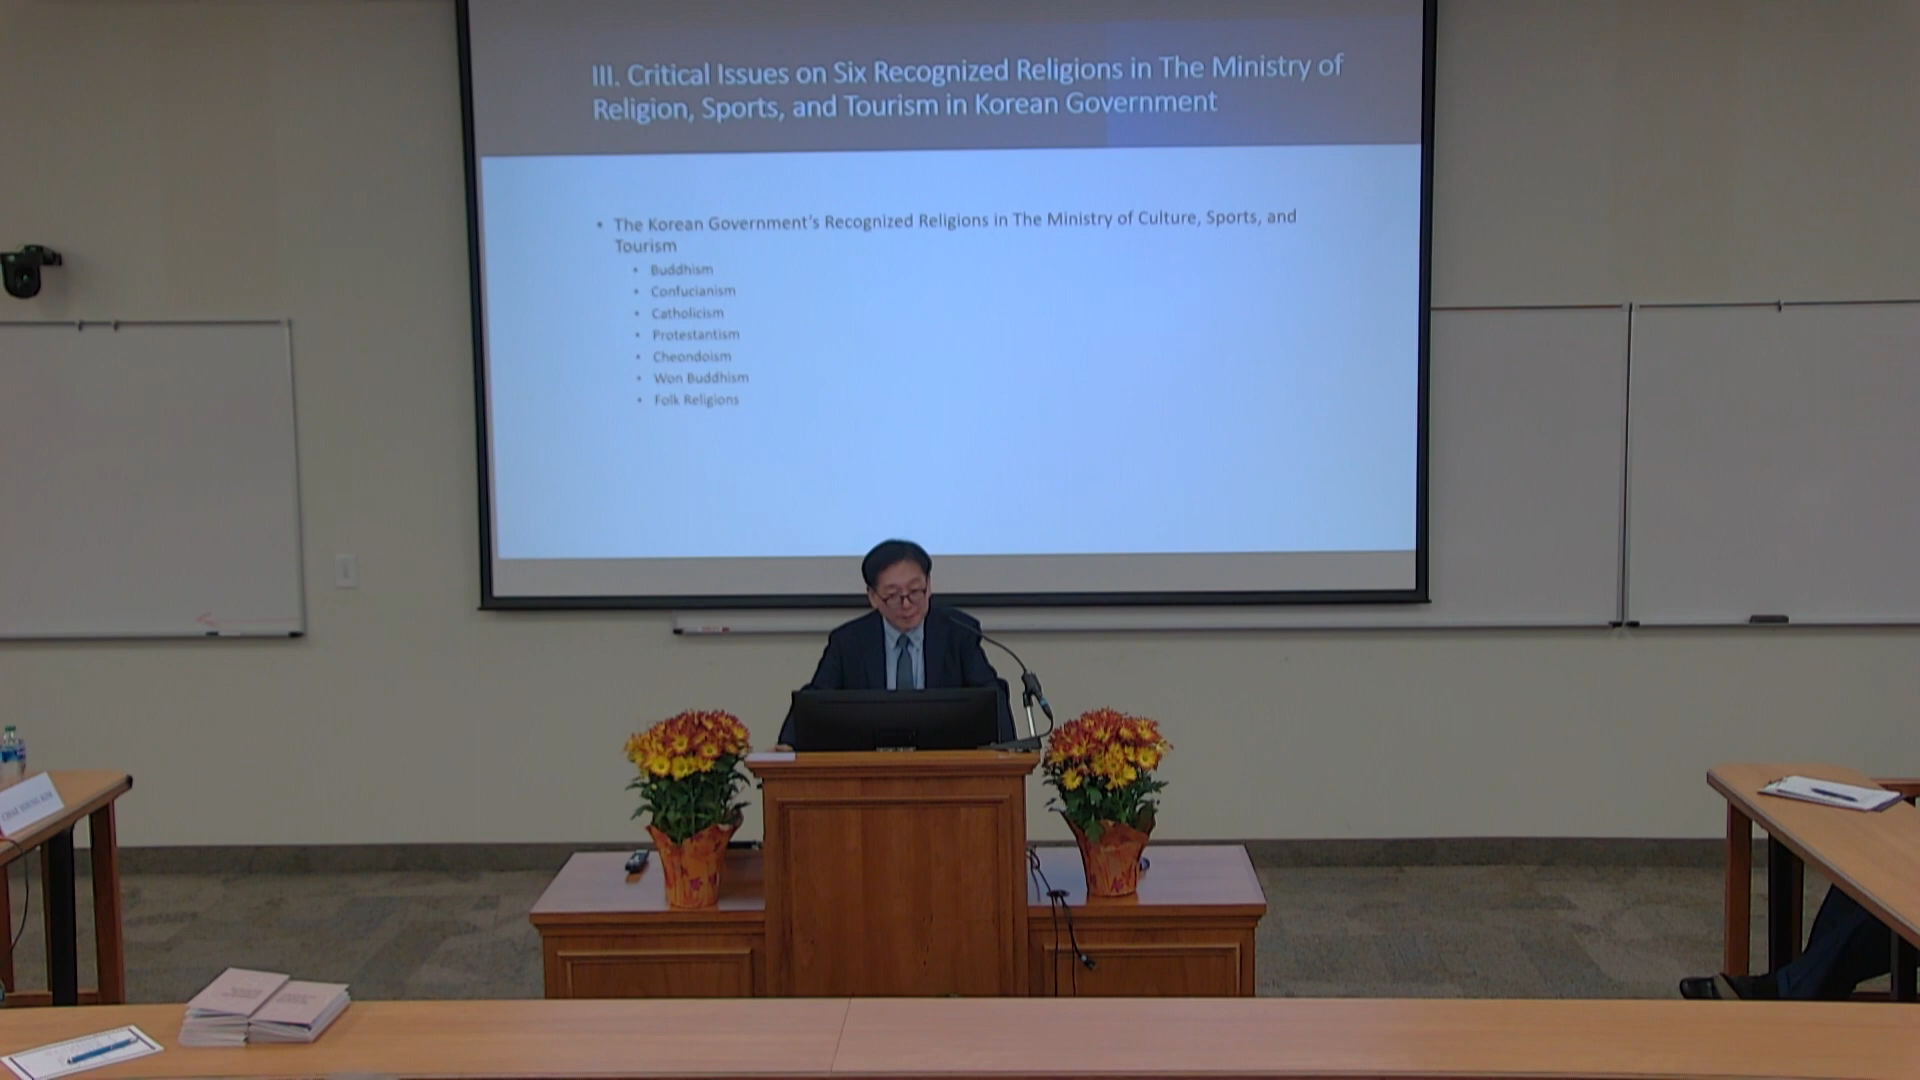 III. Critical Issues on Six Recognized Religions in The Ministry of
Religion, Sports, and Tourism in Korean Government
• The Korean Government's Recognized Religions in The Ministry of Culture, Sports, and
Tourism
• Buddhism
• Confucianism
• Catholicism
• Protestantism
• Cheondoism
• Won Buddhism
• Folk Religions